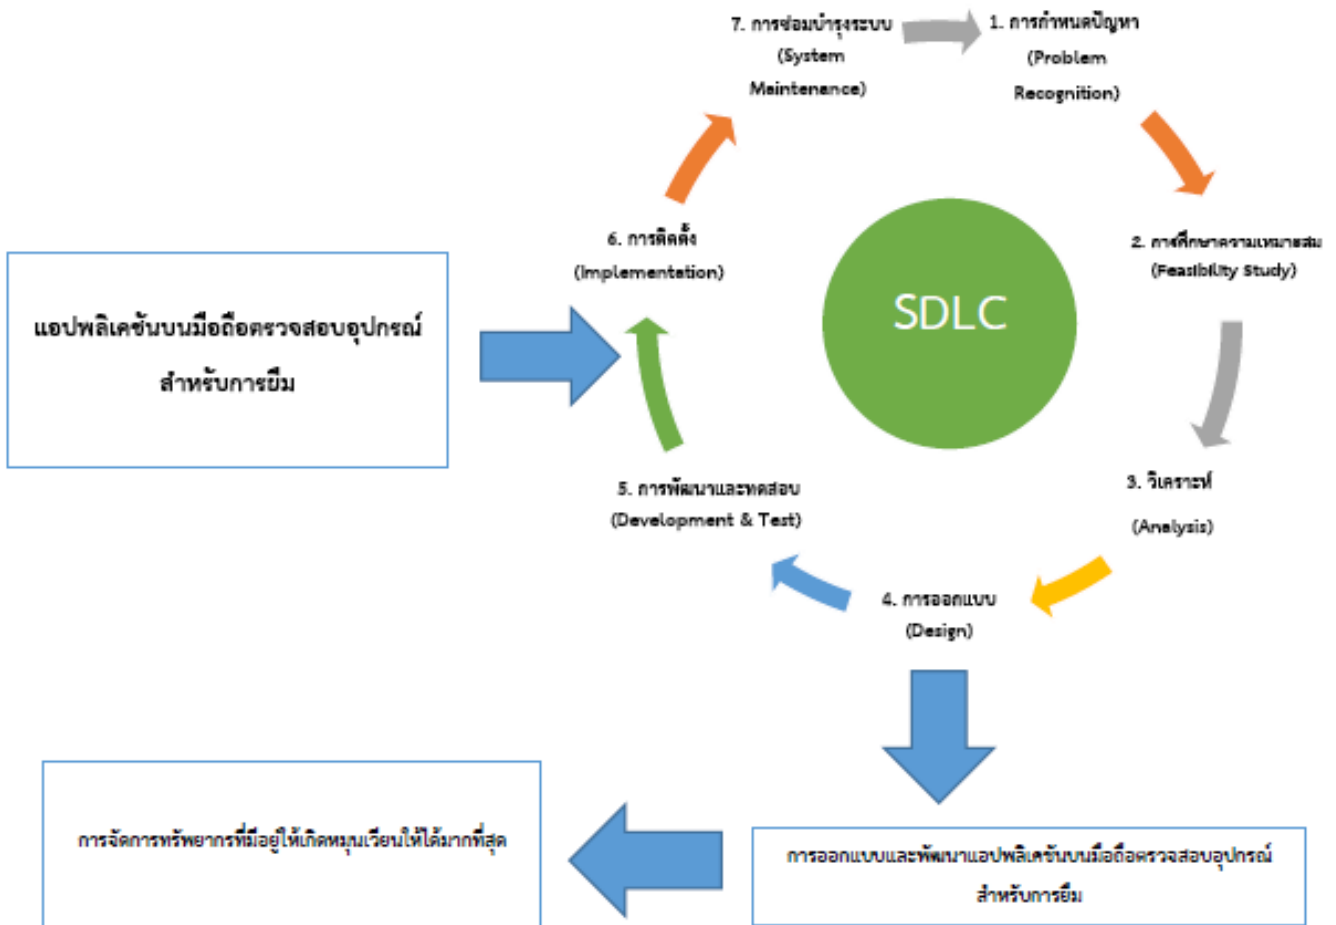 7. การซ่อมบำรุงระบบ
(System
Maintenance)
1. การกำหนดปัญหา
(Problem
Recognition)
2. การศึกษาความเหมาะสม
(Feasibility Study)
3. วิเคราะห์
(Analysis)
4. การออกแบบ
(Design)
5. การพัฒนาและทดสอบ
(Development & Test)
6. การติดตั้ง
(Implementation)
SDLC
แอปพลิเคชันบนมือถือตรวจสอบอุปกรณ์
สำหรับการยืม
การออกแบบและพัฒนาแอปพลิเคชันบนมือถือตรวจสอบอุปกรณ์
สำหรับการยืม
การจัดการทรัพยากรที่มีอยู่ให้เกิดหมุนเวียนให้ได้มากที่สุด